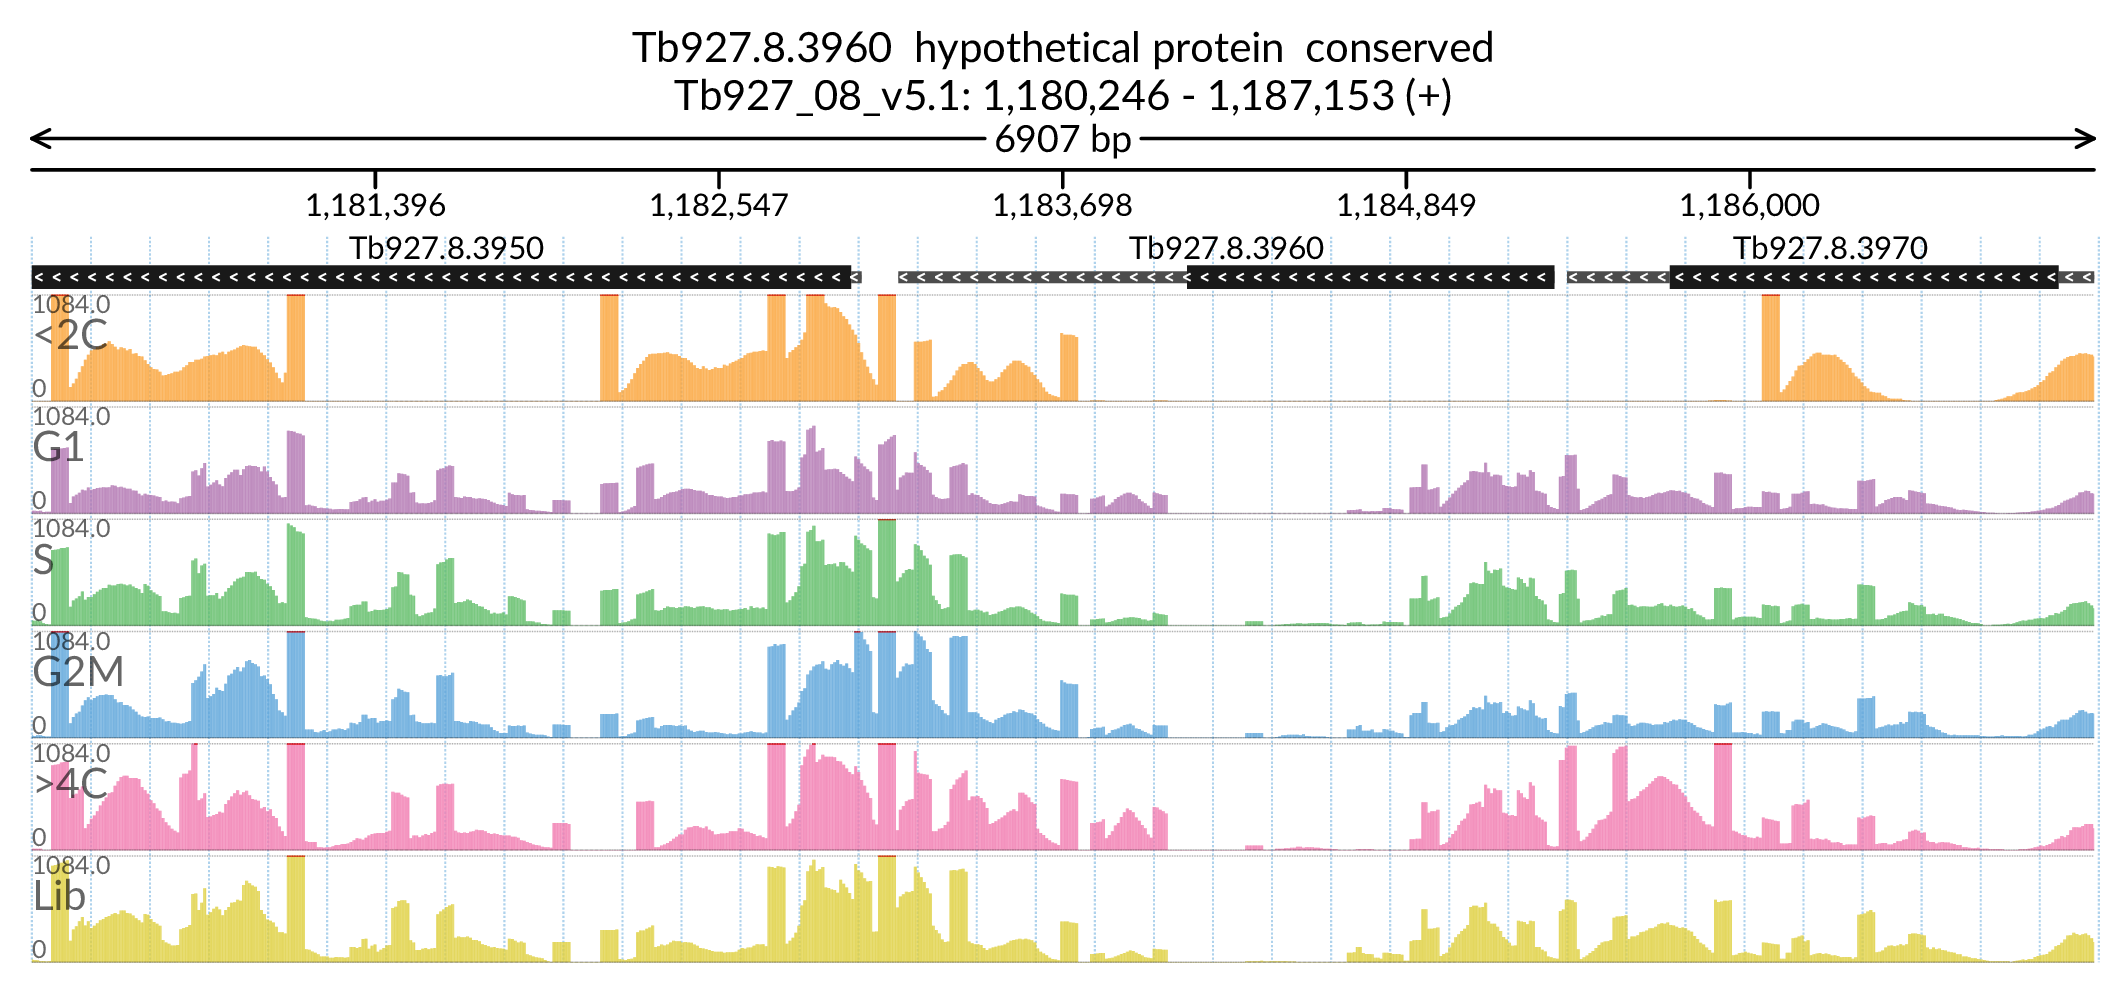 Tb927.8.3960 hypothetical protein conserved
Tb927_08_v5.1: 1,180,246 - 1,187,153 (+)
6907 bp
1,181,396 1,182,547 1,183,698 1,184,849 1,186,000
Tb927.8.3950 Tb927.8.3960 Tb927.8.3970
1084.0
<2C
0
1084.0
G1
0
1084.0
S
0
1084.0
G2M
0
1084.0
>4C
0
1084.0
Lib
0